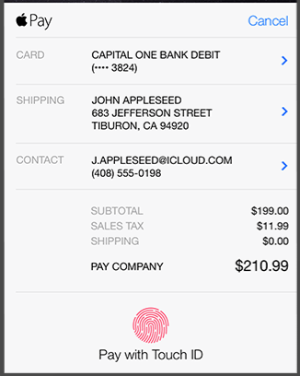 Pay
Cancel
CARD
CAPITAL ONE BANK DEBIT
(•••• 3824)
SHIPPING
JOHN APPLESEED
683 JEFFERSON STREET
TIBURON, CA 94920
CONTACT
J.APPLESEED@ICLOUD.COM
(408) 555-0198
SUBTOTAL $199.00
SALES TAX $11.99
SHIPPING $0.00
PAY COMPANY $210.99
Pay with Touch ID